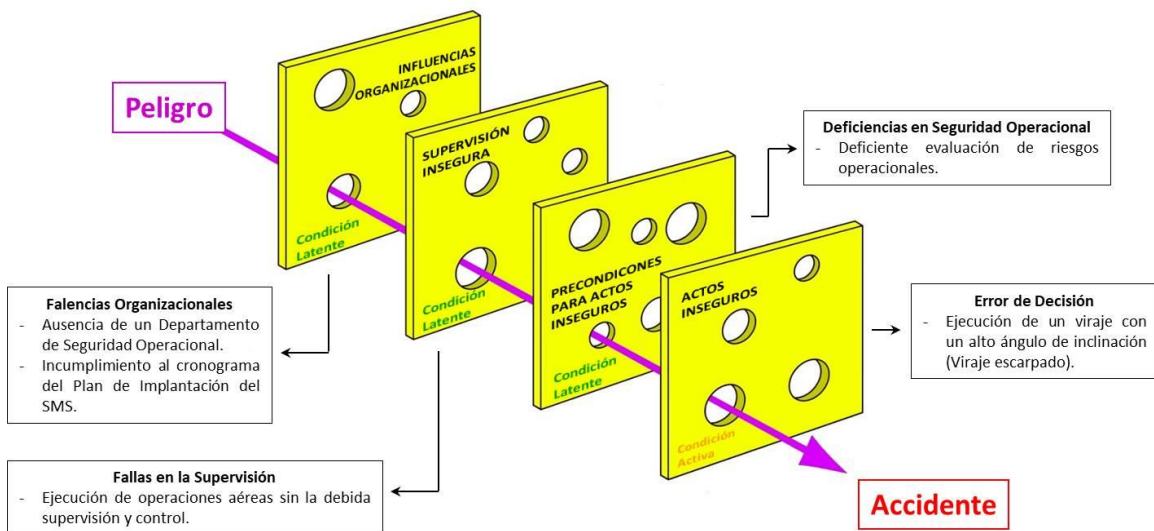 Peligro
INFLUENCIAS
ORGANIZACIONALES
Condición
Latente
SUPERVISIÓN
INSEGURA
Condición
Latente
PRECONDICONES
PARA ACTOS
INSEGUROS
Condición
Latente
ACTOS
INSEGUROS
Condición
Activa
Accidente
Deficiencias en Seguridad Operacional
- Deficiente evaluación de riesgos
operacionales.
Falencias Organizacionales
- Ausencia de un Departamento
de Seguridad Operacional.
- Incumplimiento al cronograma
del Plan de Implantación del
SMS.
Error de Decisión
- Ejecución de un viraje con
un alto ángulo de inclinación
(Viraje escarpado).
Fallas en la Supervisión
- Ejecución de operaciones aéreas sin la debida
supervisión y control.